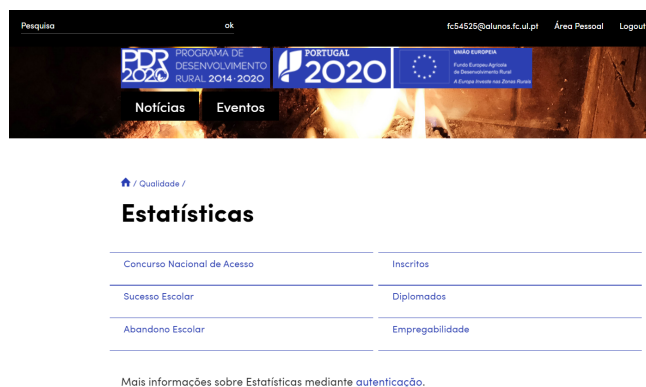 Pesquisa ok fc54525@alunos.fc.ul.pt Área Pessoal Logout
PDR 2020 PROGRAMA DE DESENVOLVIMENTO RURAL 2014·2020
PORTUGAL 2020
UNIÃO EUROPEIA
Fundo Europeu Agrícola
de Desenvolvimento Rural
A Europa Investe nas Zonas Rurais
Notícias Eventos
/ Qualidade /
Estatísticas
Concurso Nacional de Acesso Inscritos
Sucesso Escolar Diplomados
Abandono Escolar Empregabilidade
Mais informações sobre Estatísticas mediante autenticação.